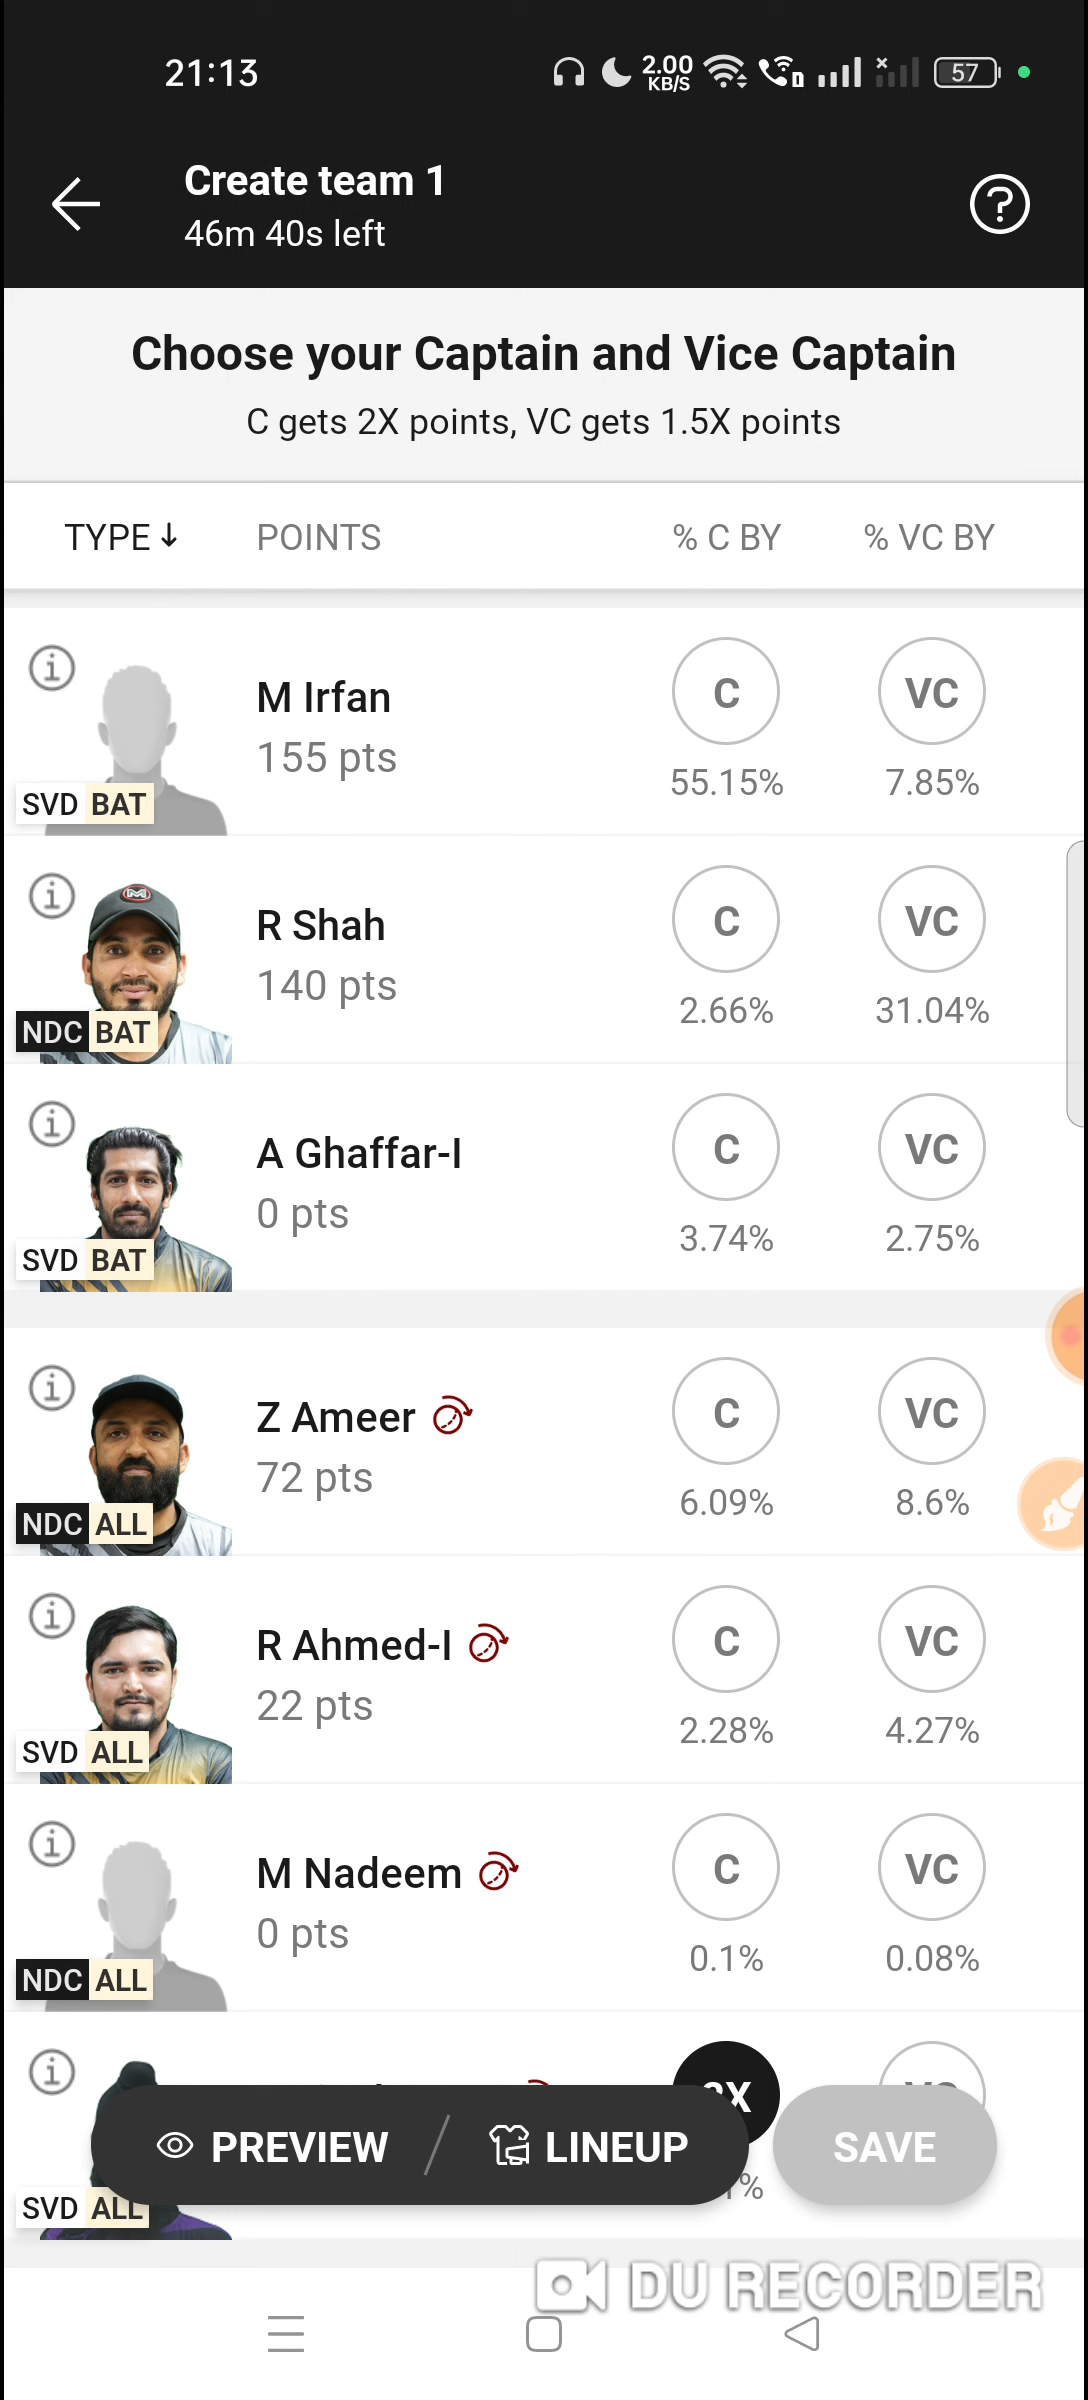 21:13
2.00
KB/S
57
Create team 1
46m 40s left
Choose your Captain and Vice Captain
C gets 2X points, VC gets 1.5X points
TYPE POINTS % C BY % VC BY
M Irfan
155 pts
SVD BAT
C
55.15%
VC
7.85%
R Shah
140 pts
NDC BAT
C
2.66%
VC
31.04%
A Ghaffar-I
0 pts
SVD BAT
C
3.74%
VC
2.75%
Z Ameer
72 pts
NDC ALL
C
6.09%
VC
8.6%
R Ahmed-I
22 pts
SVD ALL
C
2.28%
VC
4.27%
M Nadeem
0 pts
NDC ALL
C
0.1%
VC
0.08%
2X
VC
SVD ALL
PREVIEW
LINEUP
SAVE
DU RECORDER